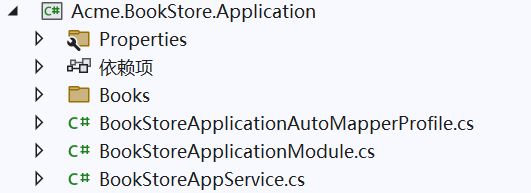 Acme.BookStore.Application
Properties
依赖项
Books
C# BookStoreApplicationAutoMapperProfile.cs
C# BookStoreApplicationModule.cs
C# BookStoreAppService.cs